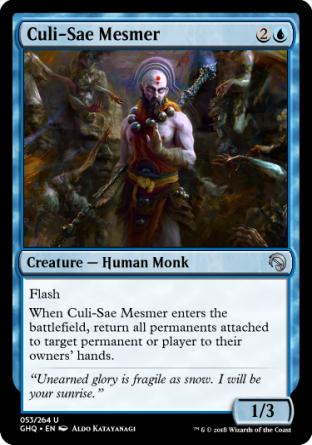 Culi-Sae Mesmer 2
Creature — Human Monk
Flash
When Culi-Sae Mesmer enters the
battlefield, return all permanents attached
to target permanent or player to their
owners' hands.
“Unearned glory is fragile as snow. I will be
your sunrise.”
1/3
053/264 U
GHQ • EN Aldo Katayanagi
™ & © 2018 Wizards of the Coast